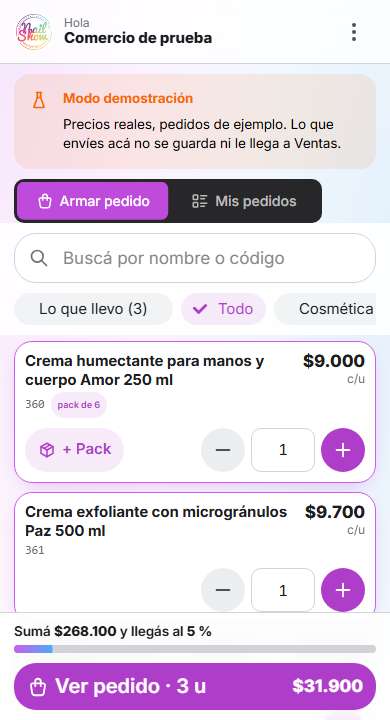 Nail
Show
Hola
Comercio de prueba
Modo demostración
Precios reales, pedidos de ejemplo. Lo que
envíes acá no se guarda ni le llega a Ventas.
Armar pedido
Mis pedidos
Buscá por nombre o código
Lo que llevo (3)
Todo
Cosmética
Crema humectante para manos y
cuerpo Amor 250 ml
$9.000
c/u
360
pack de 6
+ Pack
1
Crema exfoliante con microgránulos
Paz 500 ml
$9.700
c/u
361
1
Sumá $268.100 y llegás al 5 %
Ver pedido · 3 u
$31.900